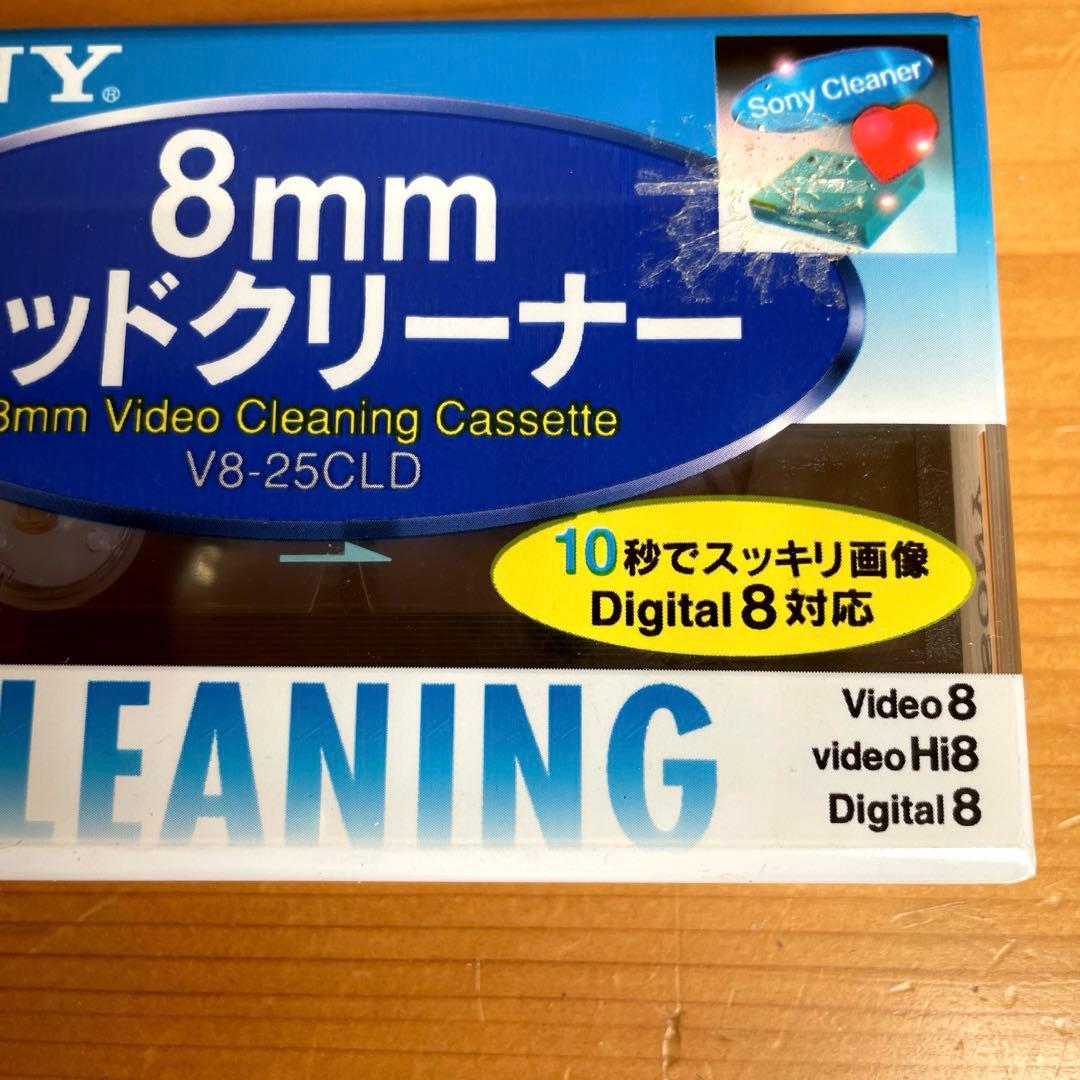 NY®
Sony Cleaner
8mm
ッドクリーナー
8mm Video Cleaning Cassette
V8-25CLD
10秒でスッキリ画像
Digital 8 対応
LEANING
Video 8
video Hi8
Digital 8
SONY